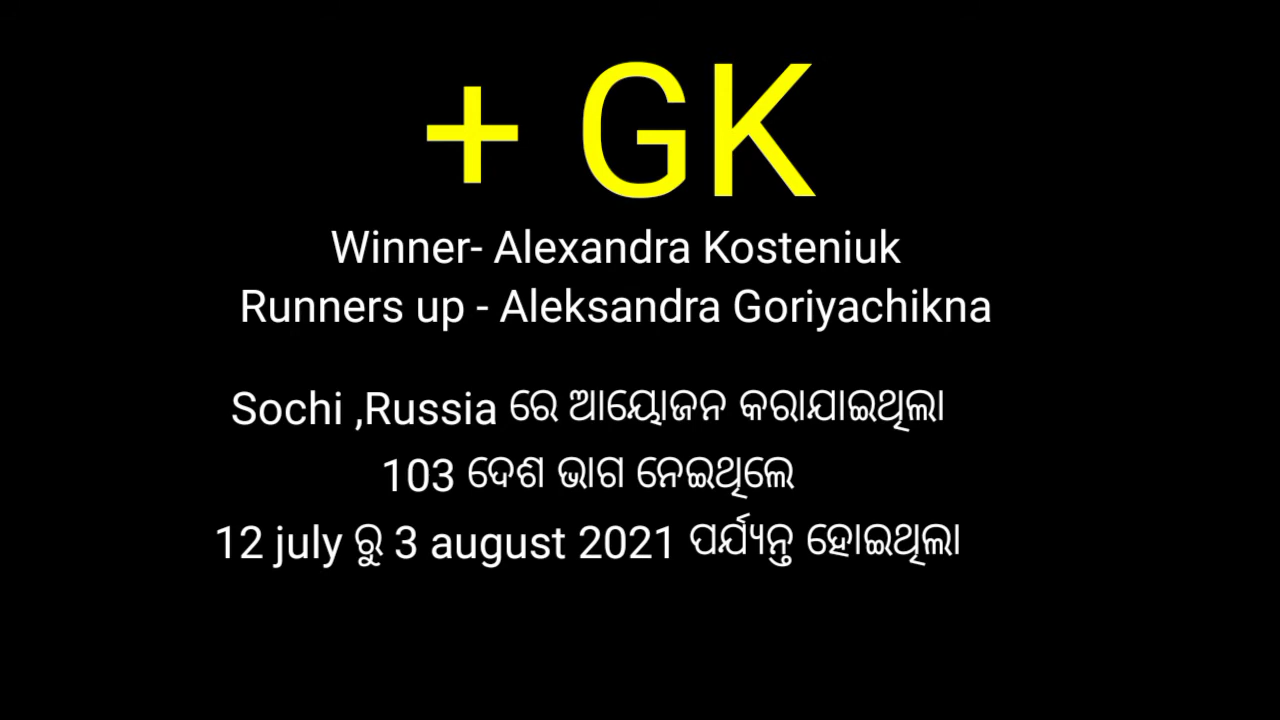 + GK
Winner- Alexandra Kosteniuk
Runners up - Aleksandra Goriyachikna
Sochi ,Russia ରେ ଆୟୋଜନ କରାଯାଇଥିଲା
103 ଦେଶ ଭାଗ ନେଇଥିଲେ
12 july ରୁ 3 august 2021 ପର୍ଯ୍ୟନ୍ତ ହୋଇଥିଲା